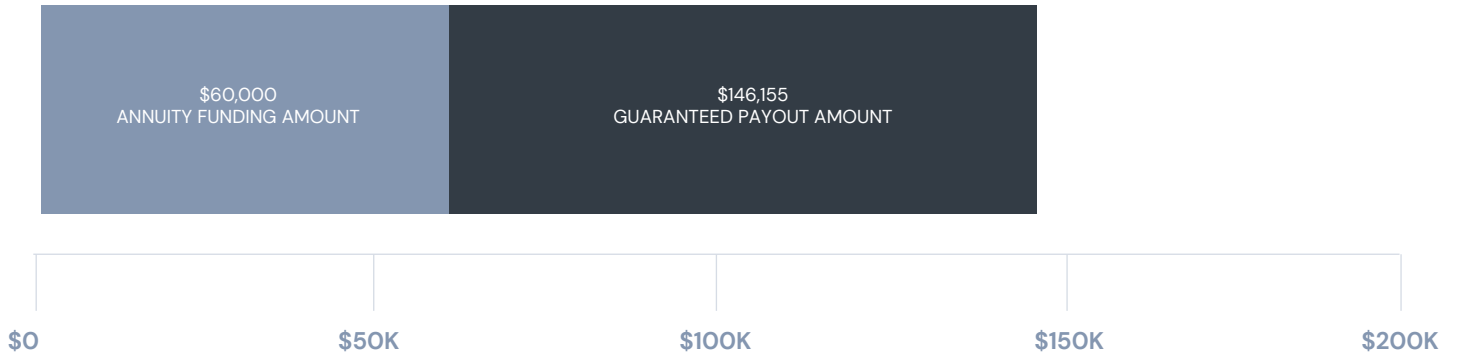 $60,000
ANNUITY FUNDING AMOUNT
$146,155
GUARANTEED PAYOUT AMOUNT
$0
$50K
$100K
$150K
$200K